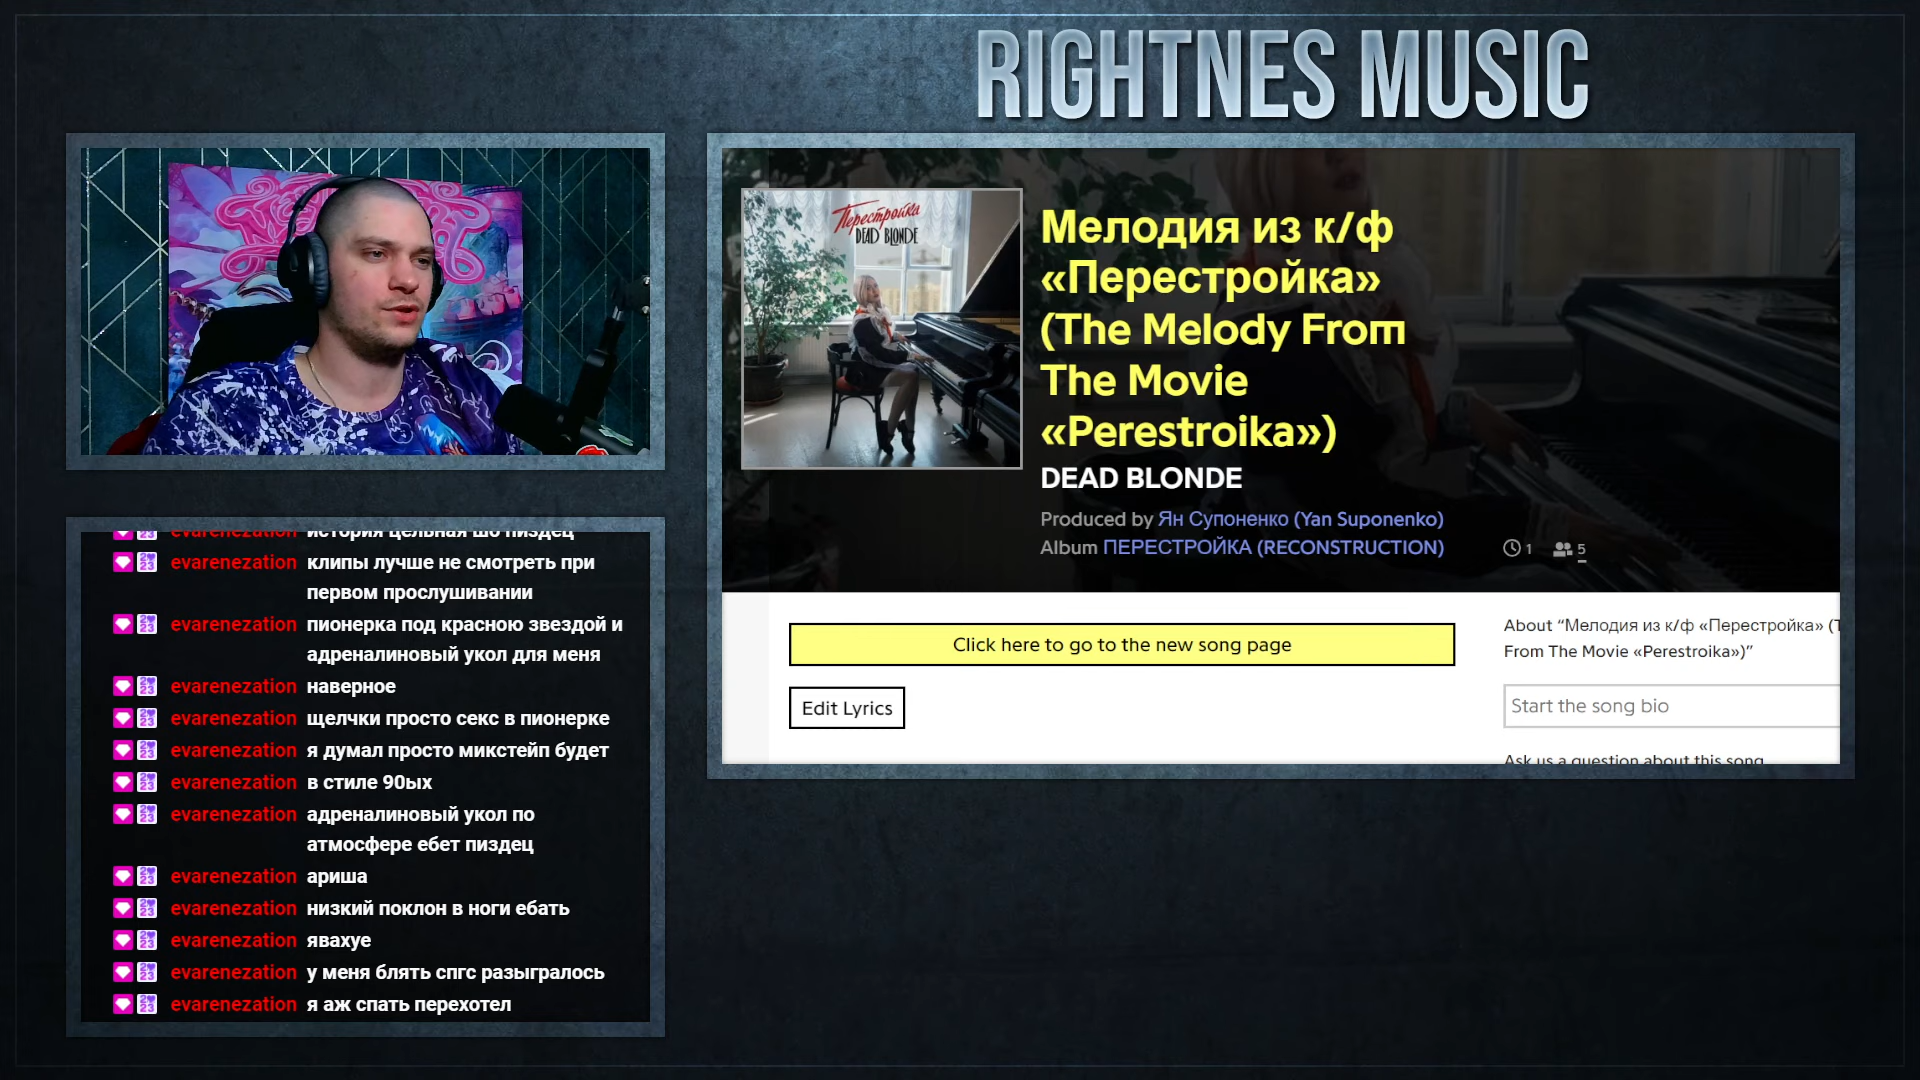 RIGHTNES MUSIC
Перестройка
DEAD BLONDE
Мелодия из к/ф
«Перестройка»
(The Melody From
The Movie
«Perestroika»)
DEAD BLONDE
Produced by Ян Супоненко (Yan Suponenko)
Album ПЕРЕСТРОЙКА (RECONSTRUCTION)
1 5
Click here to go to the new song page
Edit Lyrics
About “Мелодия из к/ф «Перестройка» (T
From The Movie «Perestroika»)”
Start the song bio
Ask us a question about this song
evarenezation история цельная шо пиздец
evarenezation клипы лучше не смотреть при
первом прослушивании
evarenezation пионерка под красною звездой и
адреналиновый укол для меня
evarenezation наверное
evarenezation щелчки просто секс в пионерке
evarenezation я думал просто микстейп будет
evarenezation в стиле 90ых
evarenezation адреналиновый укол по
атмосфере ебет пиздец
evarenezation ариша
evarenezation низкий поклон в ноги ебать
evarenezation явахуе
evarenezation у меня блять спгс разыгралось
evarenezation я аж спать перехотел